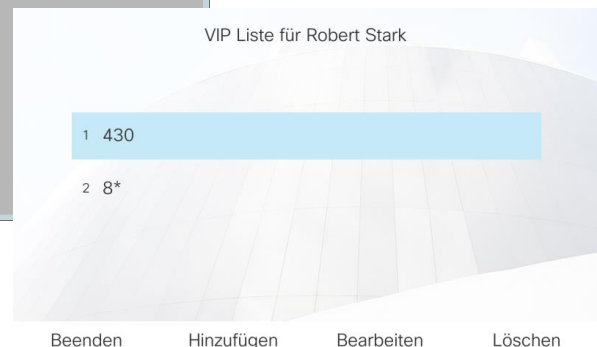 VIP Liste für Robert Stark
1 430
2 8*
Beenden Hinzufügen Bearbeiten Löschen